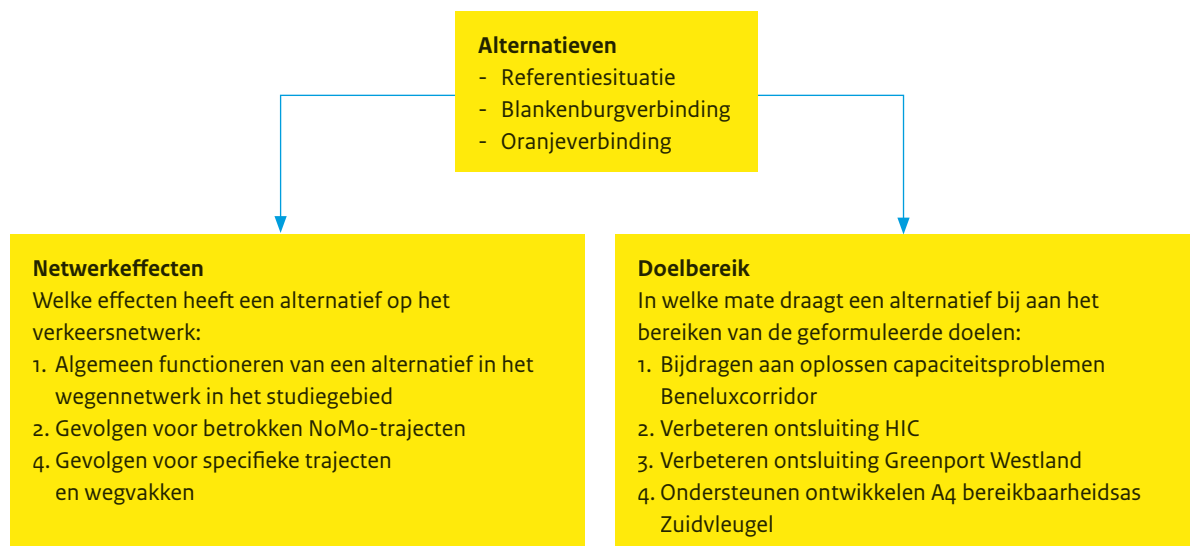 Alternatieven
- Referentiesituatie
- Blankenburgverbinding
- Oranjeverbinding
Netwerkeffecten
Welke effecten heeft een alternatief op het
verkeersnetwerk:
1. Algemeen functioneren van een alternatief in het
wegennetwerk in het studiegebied
2. Gevolgen voor betrokken NoMo-trajecten
4. Gevolgen voor specifieke trajecten
en wegvakken
Doelbereik
In welke mate draagt een alternatief bij aan het
bereiken van de geformuleerde doelen:
1. Bijdragen aan oplossen capaciteitsproblemen
Beneluxcorridor
2. Verbeteren ontsluiting HIC
3. Verbeteren ontsluiting Greenport Westland
4. Ondersteunen ontwikkelen A4 bereikbaarheidsas
Zuidvleugel